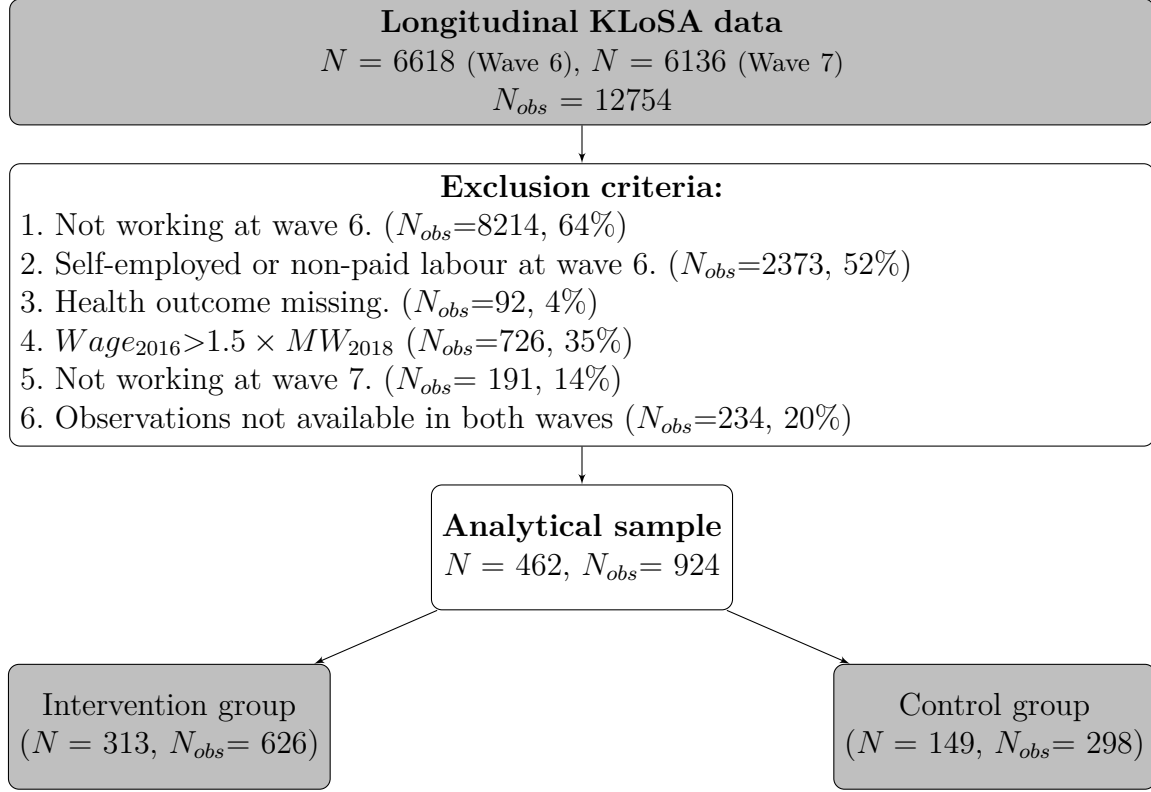 Longitudinal KLoSA data
N = 6618 (Wave 6), N = 6136 (Wave 7)
N_obs = 12754
Exclusion criteria:
1. Not working at wave 6. (N_obs=8214, 64%)
2. Self-employed or non-paid labour at wave 6. (N_obs=2373, 52%)
3. Health outcome missing. (N_obs=92, 4%)
4. Wage_2016>1.5 × MW_2018 (N_obs=726, 35%)
5. Not working at wave 7. (N_obs= 191, 14%)
6. Observations not available in both waves (N_obs=234, 20%)
Analytical sample
N = 462, N_obs= 924
Intervention group
(N = 313, N_obs= 626)
Control group
(N = 149, N_obs= 298)